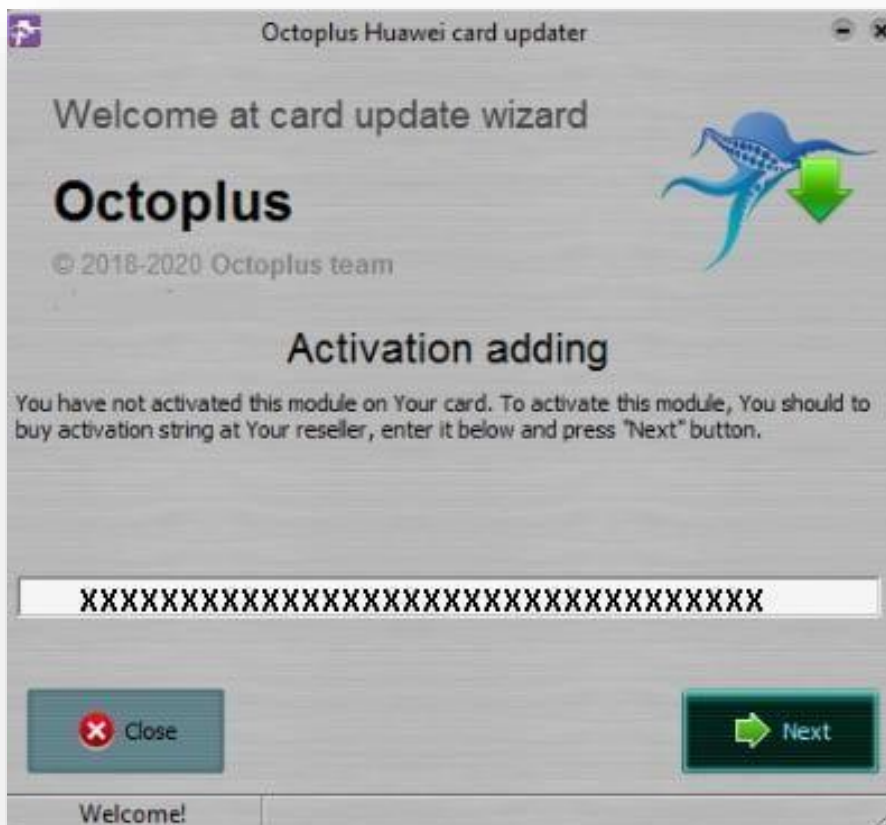 Octoplus Huawei card updater
Welcome at card update wizard
Octoplus
© 2018-2020 Octoplus team
Activation adding
You have not activated this module on Your card. To activate this module, You should to
buy activation string at Your reseller, enter it below and press "Next" button.
XXXXXXXXXXXXXXXXXXXXXXXXXXXXXXXXXX
Close
Next
Welcome!